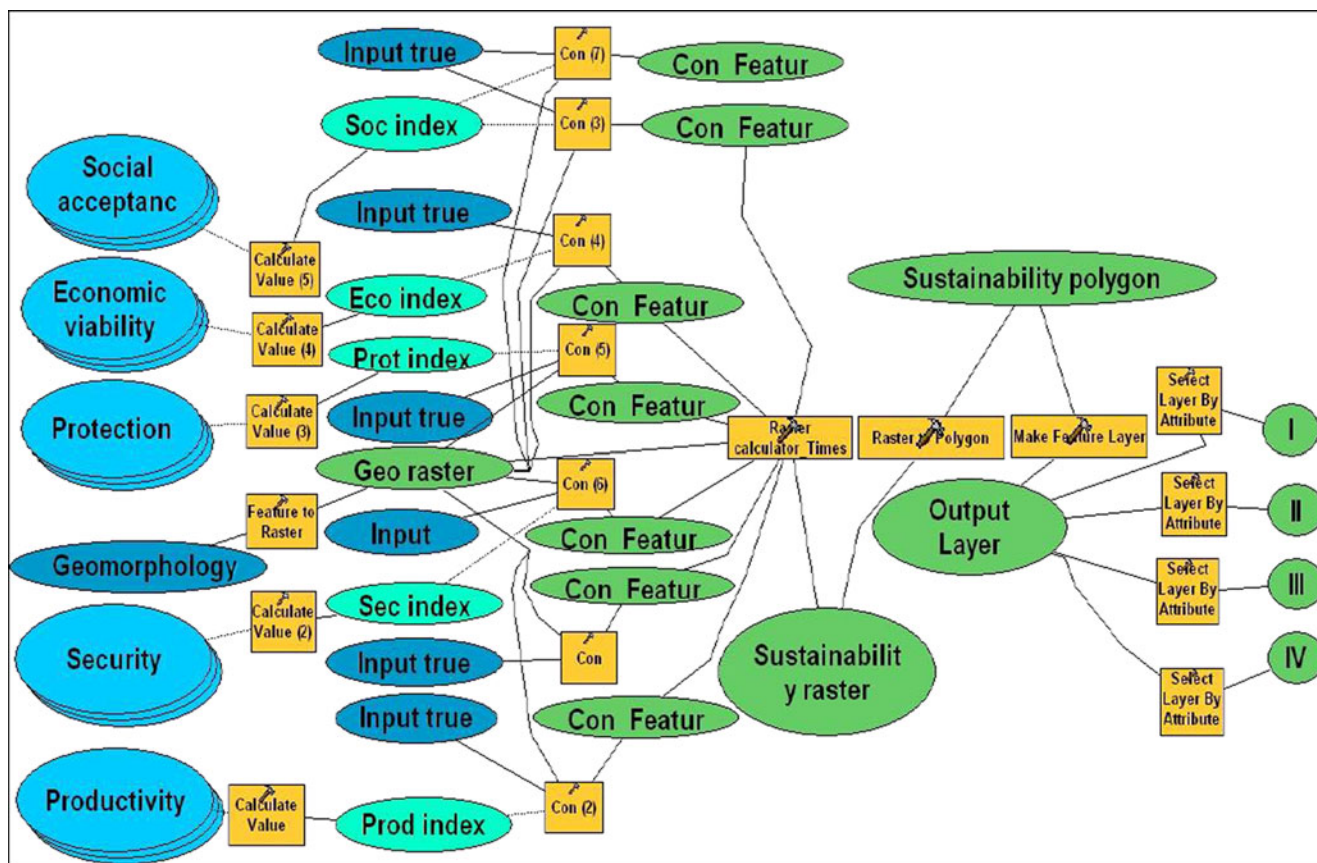 Input true
Con (7)
Con Featur
Soc index
Con (3)
Con Featur
Social
acceptanc
Input true
Con (4)
Calculate
Value (5)
Sustainability polygon
Economic
viability
Eco index
Con Featur
Calculate
Value (4)
Prot index
Con (5)
Select
Layer By
Attribute
Protection
Calculate
Value (3)
Input true
Con Featur
I
Raster
calculator_Times
Raster Polygon
Make Feature Layer
Geo raster
Con (6)
Feature to
Raster
Input
Con Featur
Output
Layer
Select
Layer By
Attribute
II
Geomorphology
Con Featur
Select
Layer By
Attribute
III
Calculate
Value (2)
Sec index
Security
Input true
Con
Sustainabilit
y raster
IV
Select
Layer By
Attribute
Input true
Con Featur
Productivity
Calculate
Value
Prod index
Con (2)